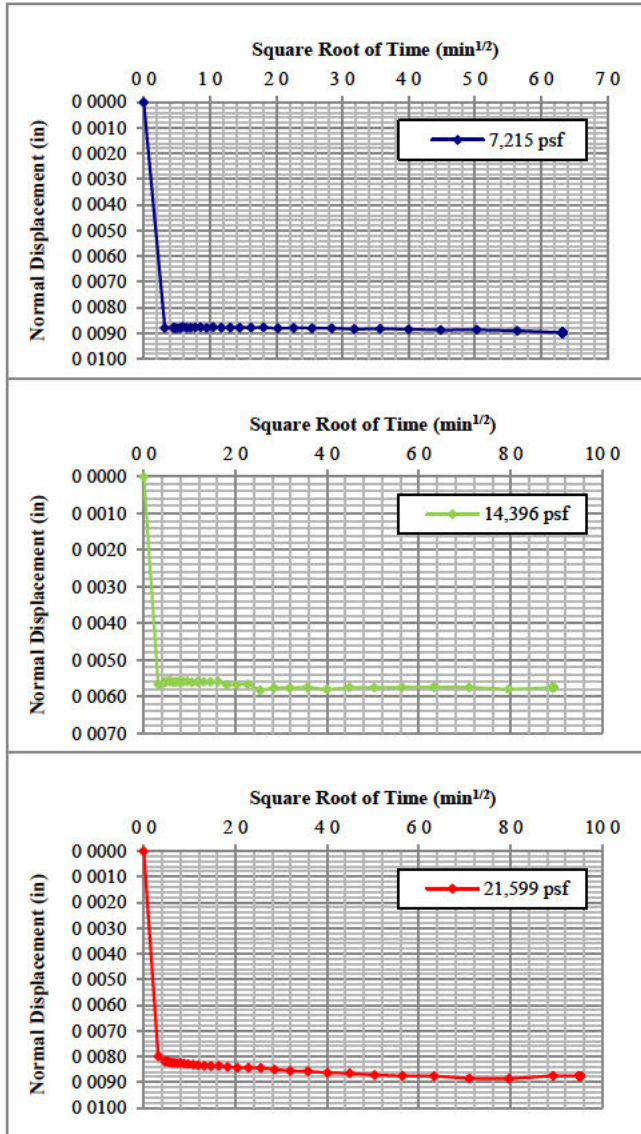 Square Root of Time (min1/2)
0 0 1 0 2 0 3 0 4 0 5 0 6 0 7 0
0 0000
0 0010
0 0020
0 0030
0 0040
0 0050
0 0060
0 0070
0 0080
0 0090
0 0100
Normal Displacement (in)
7,215 psf
Square Root of Time (min1/2)
0 0 2 0 4 0 6 0 8 0 10 0
0 0000
0 0010
0 0020
0 0030
0 0040
0 0050
0 0060
0 0070
Normal Displacement (in)
14,396 psf
Square Root of Time (min1/2)
0 0 2 0 4 0 6 0 8 0 10 0
0 0000
0 0010
0 0020
0 0030
0 0040
0 0050
0 0060
0 0070
0 0080
0 0090
0 0100
Normal Displacement (in)
21,599 psf